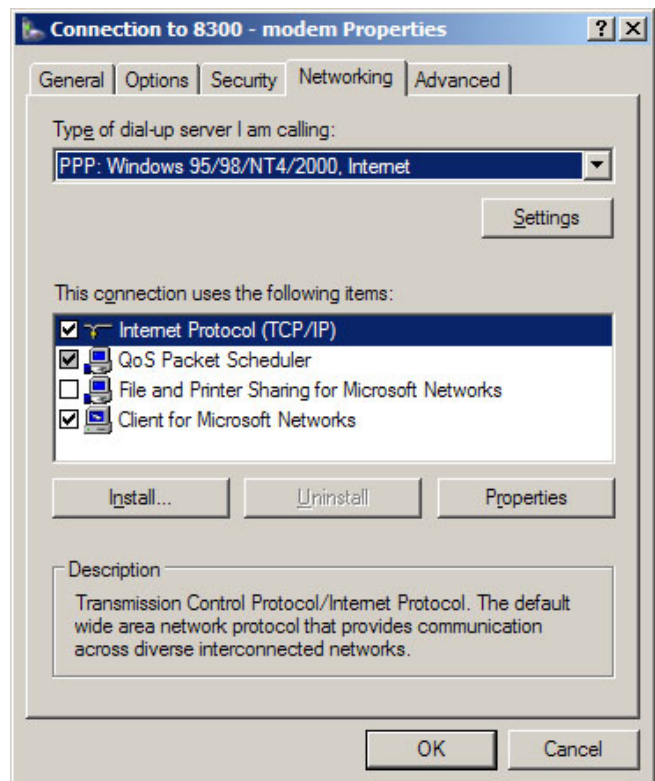 Connection to 8300 - modem Properties
General Options Security Networking Advanced
Type of dial-up server I am calling:
PPP: Windows 95/98/NT4/2000, Internet
Settings
This connection uses the following items:
Internet Protocol (TCP/IP)
QoS Packet Scheduler
File and Printer Sharing for Microsoft Networks
Client for Microsoft Networks
Install... Uninstall Properties
Description
Transmission Control Protocol/Internet Protocol. The default
wide area network protocol that provides communication
across diverse interconnected networks.
OK Cancel